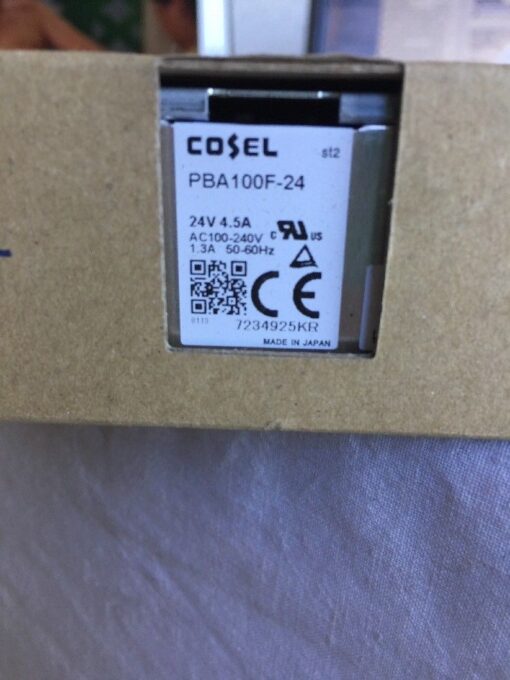 COSEL
st2
PBA100F-24
24V 4.5A
AC100-240V
1.3A 50-60Hz
C RU US
CE
7234925KR
MADE IN JAPAN